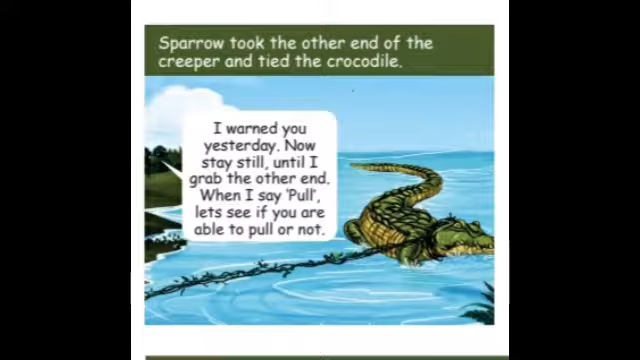 Sparrow took the other end of the
creeper and tied the crocodile.
I warned you
yesterday. Now
stay still, until I
grab the other end.
When I say 'Pull',
lets see if you are
able to pull or not.